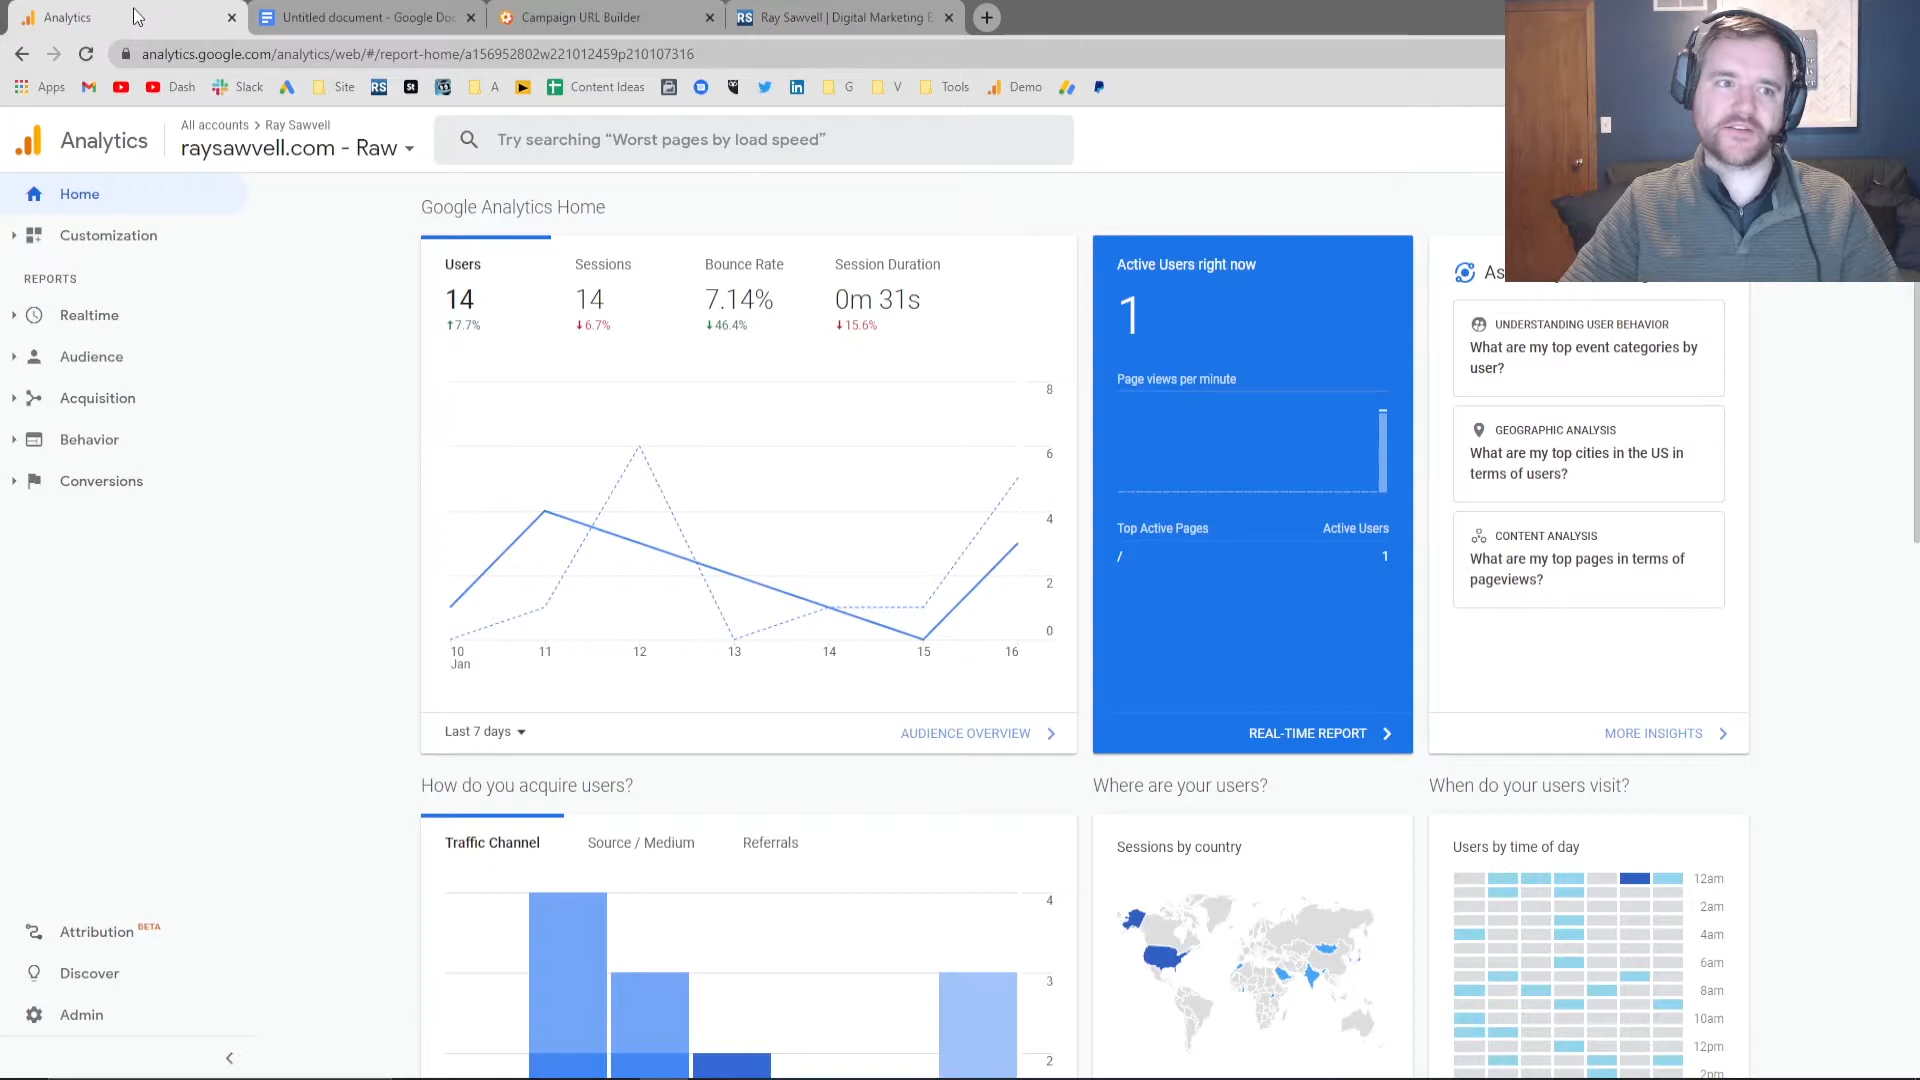 Analytics
Untitled document - Google Doc
Campaign URL Builder
RS Ray Sawvell | Digital Marketing E
analytics.google.com/analytics/web/#/report-home/a156952802w221012459p210107316
Apps
Dash
Slack
Site
RS
St
A
Content Ideas
G
V
Tools
Demo
Analytics
All accounts > Ray Sawvell
raysawvell.com - Raw
Try searching “Worst pages by load speed”
Home
Customization
REPORTS
Realtime
Audience
Acquisition
Behavior
Conversions
Attribution BETA
Discover
Admin
Google Analytics Home
Users
14
7.7%
Sessions
14
6.7%
Bounce Rate
7.14%
46.4%
Session Duration
0m 31s
15.6%
8
6
4
2
0
10 11 12 13 14 15 16
Jan
Last 7 days
AUDIENCE OVERVIEW
Active Users right now
1
Page views per minute
Top Active Pages Active Users
/ 1
REAL-TIME REPORT
As
UNDERSTANDING USER BEHAVIOR
What are my top event categories by
user?
GEOGRAPHIC ANALYSIS
What are my top cities in the US in
terms of users?
CONTENT ANALYSIS
What are my top pages in terms of
pageviews?
MORE INSIGHTS
How do you acquire users?
Traffic Channel
Source / Medium
Referrals
4
3
2
Where are your users?
Sessions by country
When do your users visit?
Users by time of day
12am
2am
4am
6am
8am
10am
12pm
2pm